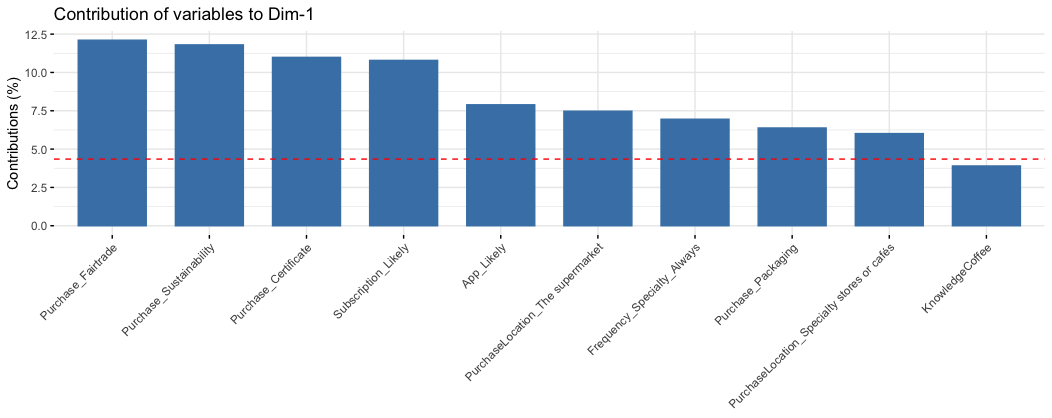 Contribution of variables to Dim-1
Contributions (%)
12.5
10.0
7.5
5.0
2.5
0.0
Purchase_Fairtrade
Purchase_Sustainability
Purchase_Certificate
Subscription_Likely
App_Likely
PurchaseLocation_The supermarket
Frequency_Specialty_Always
Purchase_Packaging
PurchaseLocation_Specialty stores or cafés
KnowledgeCoffee